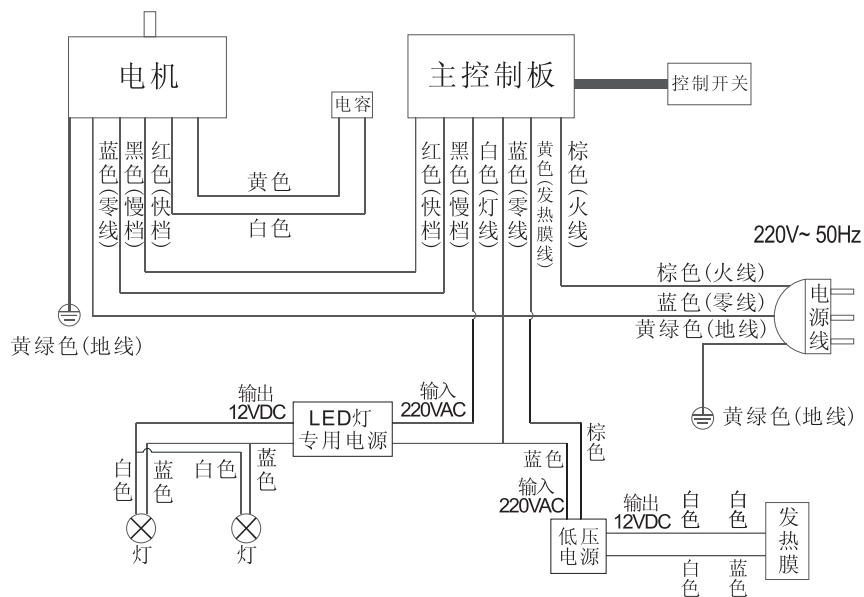 电机
主控制板
控制开关
电容
蓝色(零线)
黑色(慢档)
红色(快档)
黄色
白色
红色(快档)
黑色(慢档)
白色(灯线)
蓝色(零线)
黄色(发热膜线)
棕色(火线)
220V~ 50Hz
棕色(火线)
蓝色(零线)
黄绿色(地线)
电源线
黄绿色(地线)
黄绿色(地线)
输出
12VDC
LED灯
专用电源
输入
220VAC
棕色
蓝色
白色
蓝色
白色
蓝色
输入
220VAC
灯
灯
低压
电源
输出
12VDC
白色
白色
白色
蓝色
发热膜